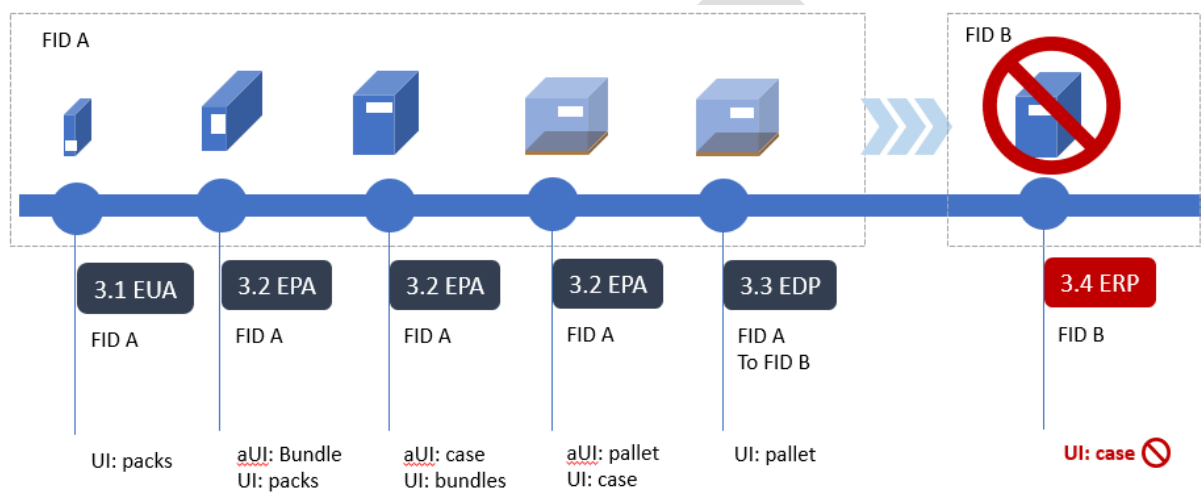 FID A
FID B
3.1 EUA
3.2 EPA
3.2 EPA
3.2 EPA
3.3 EDP
3.4 ERP
FID A
FID A
FID A
FID A
FID A
To FID B
FID B
UI: packs
aUI: Bundle
UI: packs
aUI: case
UI: bundles
aUI: pallet
UI: case
UI: pallet
UI: case